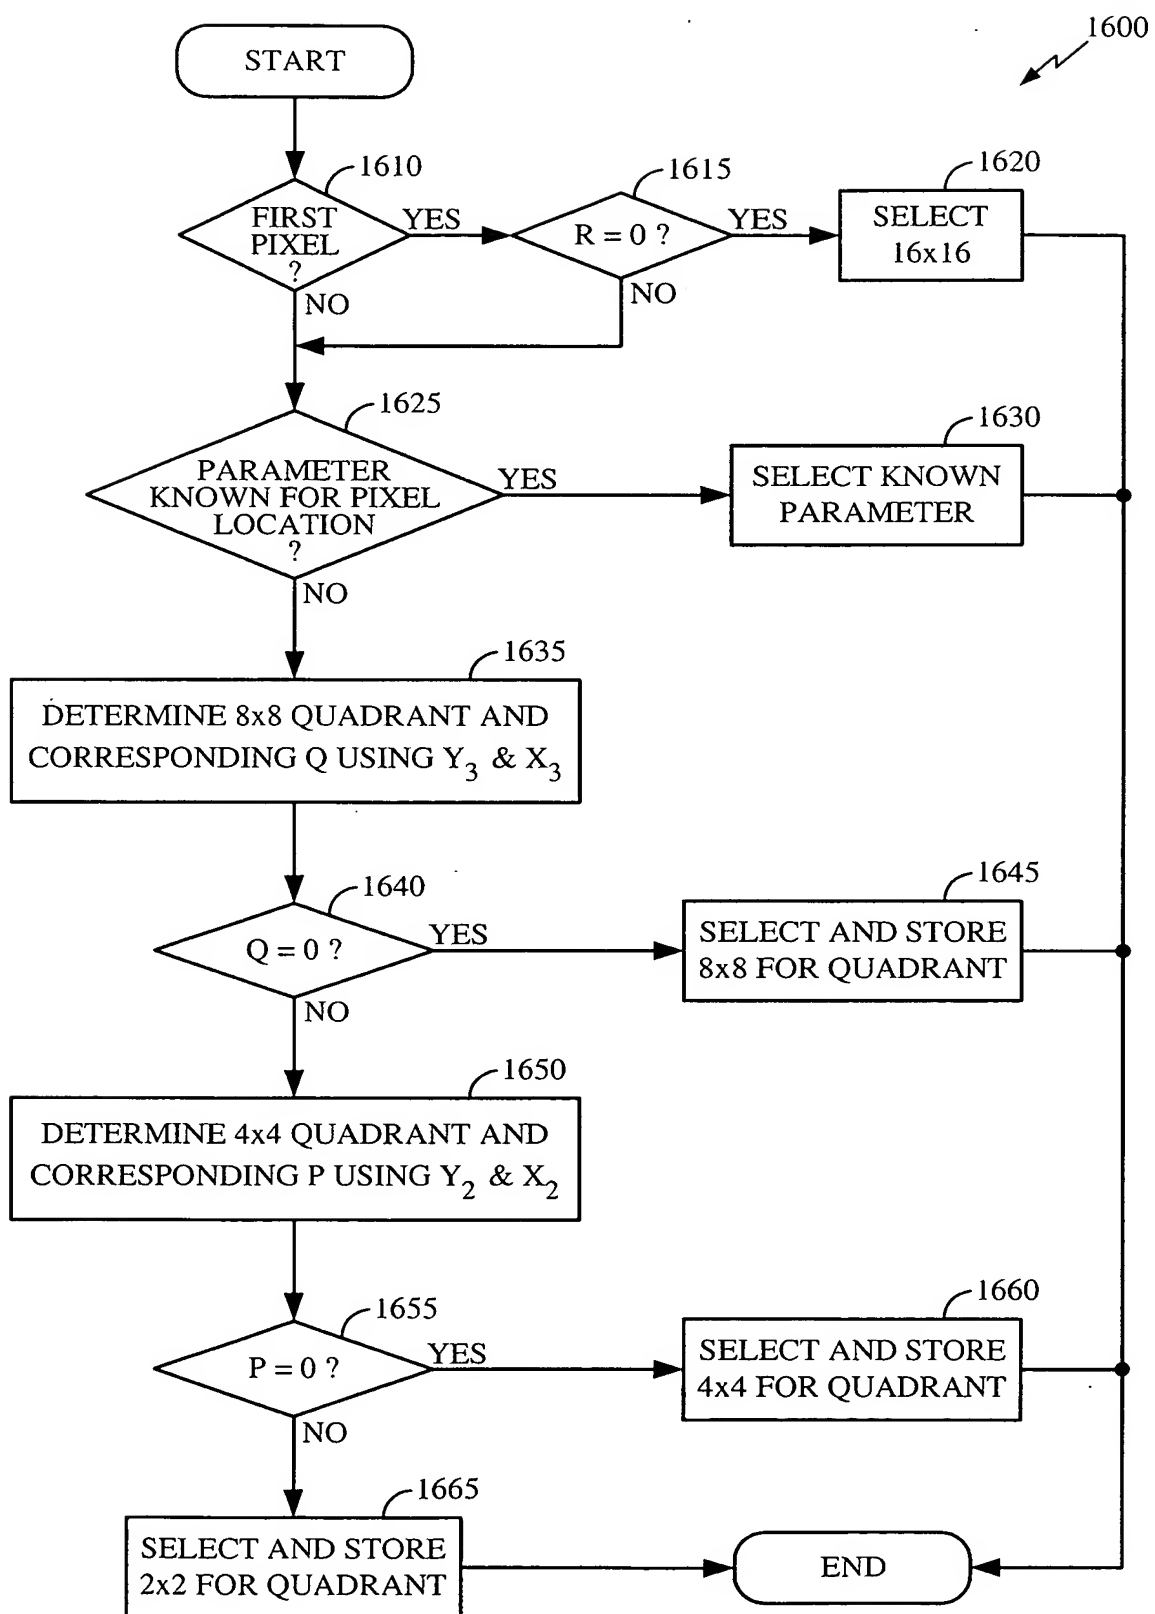 1600
START
1610
FIRST
PIXEL
?
YES
NO
1615
R = 0 ?
YES
NO
1620
SELECT
16x16
1625
PARAMETER
KNOWN FOR PIXEL
LOCATION
?
YES
NO
1630
SELECT KNOWN
PARAMETER
1635
DETERMINE 8x8 QUADRANT AND
CORRESPONDING Q USING Y3 & X3
1640
Q = 0 ?
YES
NO
1645
SELECT AND STORE
8x8 FOR QUADRANT
1650
DETERMINE 4x4 QUADRANT AND
CORRESPONDING P USING Y2 & X2
1655
P = 0 ?
YES
NO
1660
SELECT AND STORE
4x4 FOR QUADRANT
1665
SELECT AND STORE
2x2 FOR QUADRANT
END